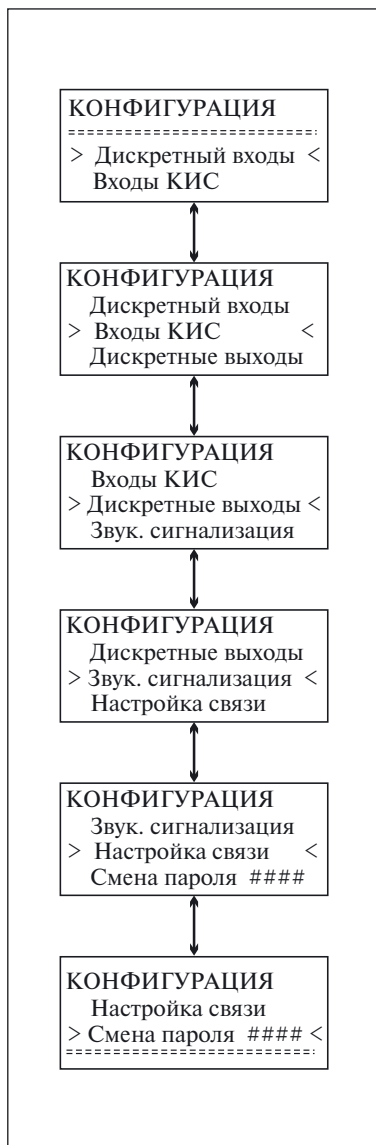 КОНФИГУРАЦИЯ
====================
> Дискретный входы <
Входы КИС
КОНФИГУРАЦИЯ
Дискретный входы
> Входы КИС <
Дискретные выходы
КОНФИГУРАЦИЯ
Входы КИС
> Дискретные выходы <
Звук. сигнализация
КОНФИГУРАЦИЯ
Дискретные выходы
> Звук. сигнализация <
Настройка связи
КОНФИГУРАЦИЯ
Звук. сигнализация
> Настройка связи <
Смена пароля ####
КОНФИГУРАЦИЯ
Настройка связи
> Смена пароля #### <
====================